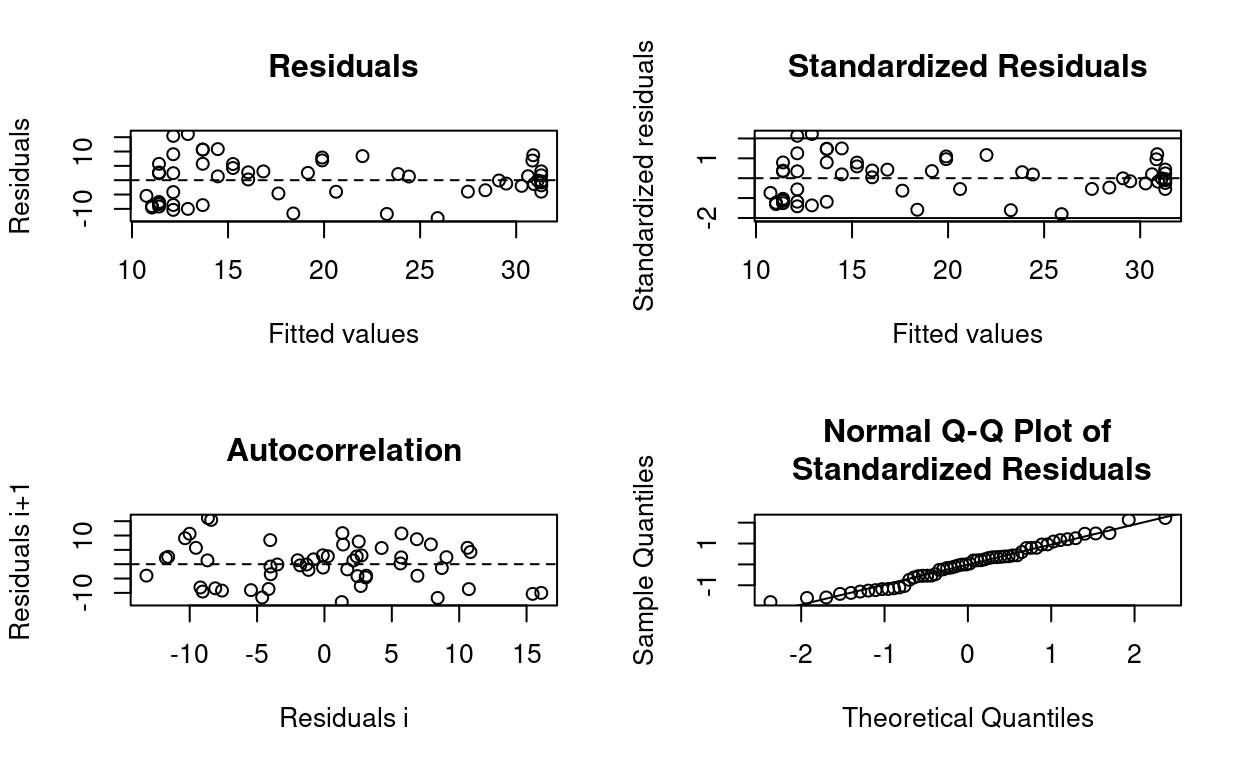 Residuals
Residuals
10
-10
10 15 20 25 30
Fitted values
Standardized Residuals
Standardized residuals
1
-2
10 15 20 25 30
Fitted values
Autocorrelation
Residuals i+1
10
-10
-10 -5 0 5 10 15
Residuals i
Normal Q-Q Plot of
Standardized Residuals
Sample Quantiles
1
-1
-2 -1 0 1 2
Theoretical Quantiles